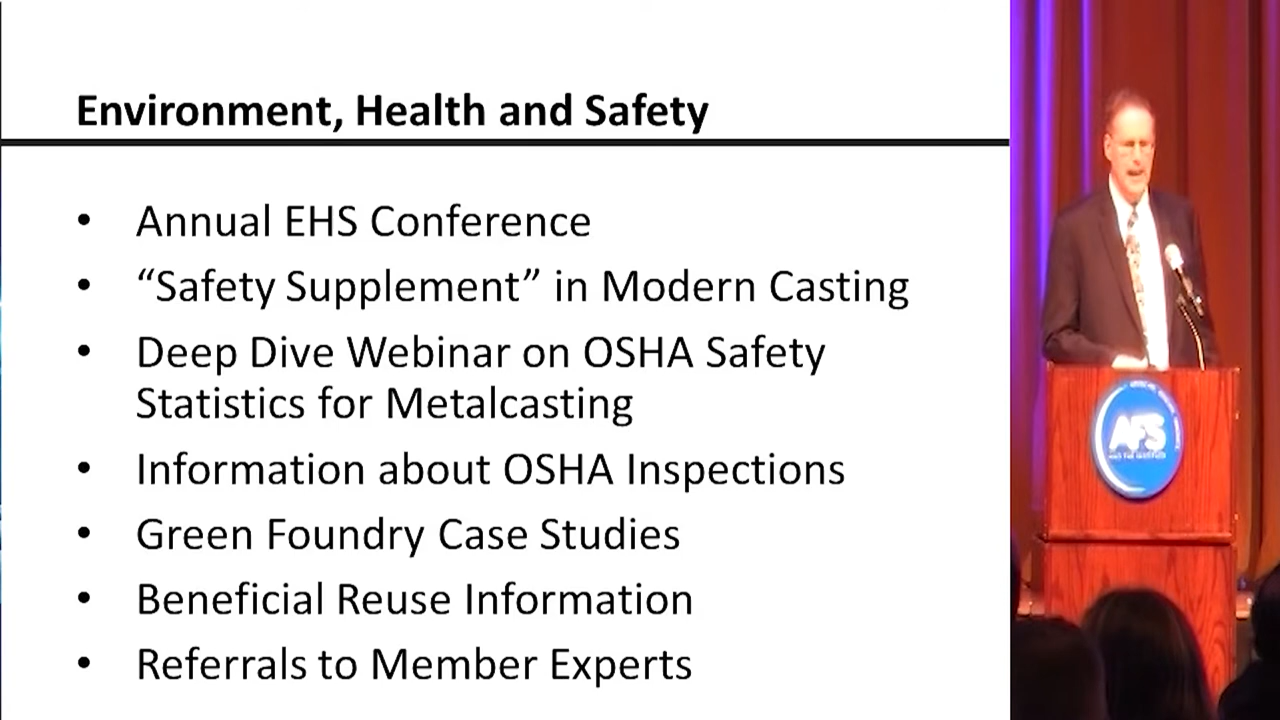 Environment, Health and Safety
• Annual EHS Conference
• “Safety Supplement” in Modern Casting
• Deep Dive Webinar on OSHA Safety
Statistics for Metalcasting
• Information about OSHA Inspections
• Green Foundry Case Studies
• Beneficial Reuse Information
• Referrals to Member Experts
AFS